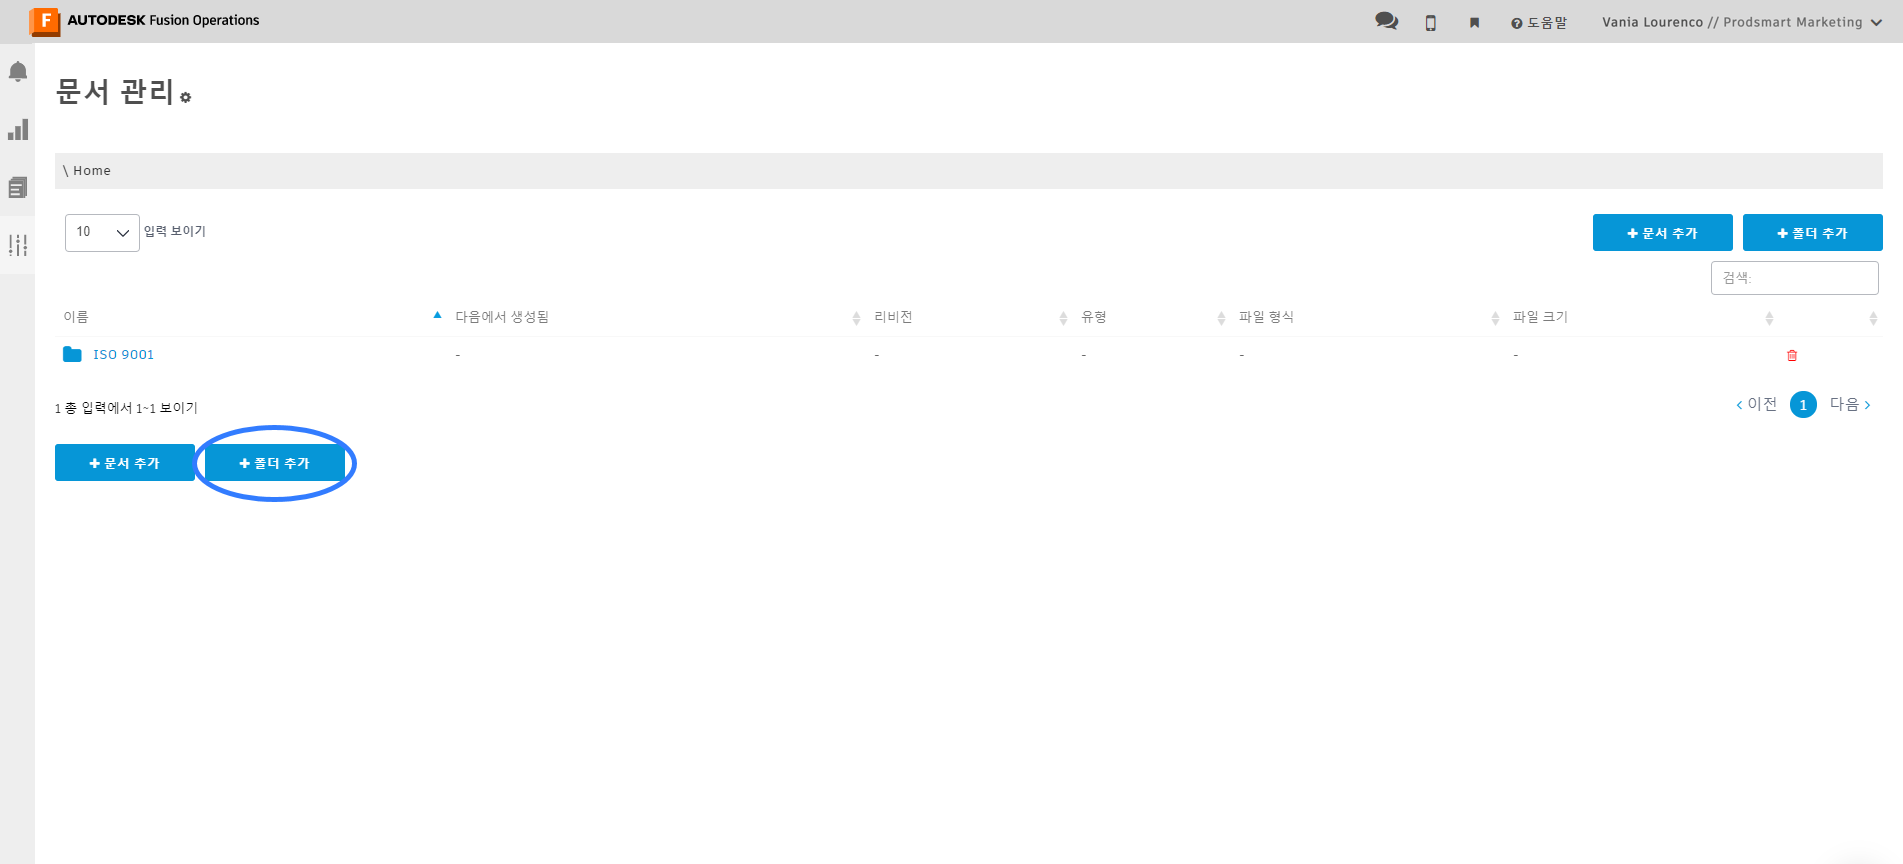 F AUTODESK Fusion Operations
도움말
Vania Lourenco // Prodsmart Marketing
문서 관리
\ Home
10 입력 보이기
문서 추가 폴더 추가
검색:
이름 다음에서 생성됨 리비전 유형 파일 형식 파일 크기
ISO 9001 - - - - -
1 총 입력에서 1~1 보이기
이전 1 다음
문서 추가 폴더 추가